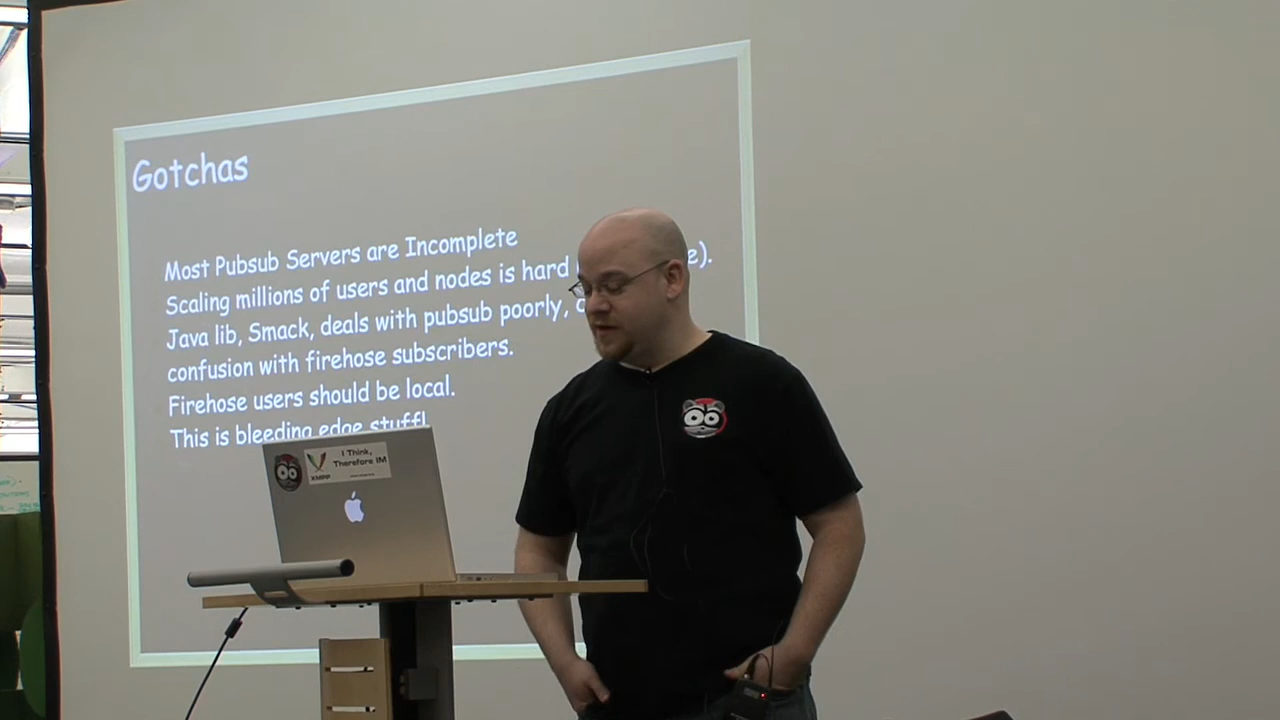 Gotchas
Most Pubsub Servers are Incomplete
Scaling millions of users and nodes is hard e).
Java lib, Smack, deals with pubsub poorly,
confusion with firehose subscribers.
Firehose users should be local.
This is bleeding edge stuff!
I Think,
Therefore IM
XMPP